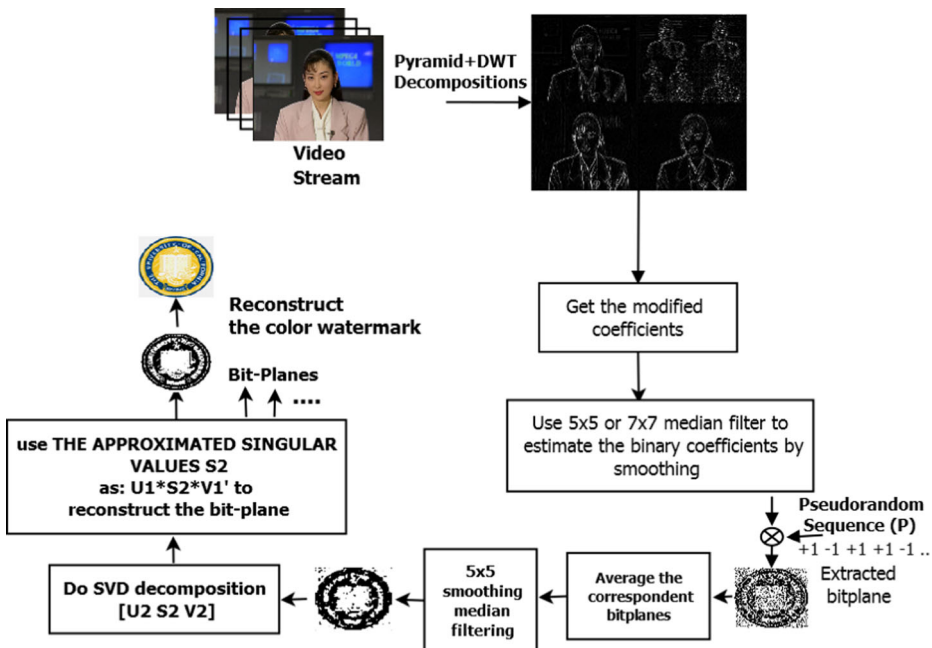 Pyramid+DWT
Decompositions
Video
Stream
Get the modified
coefficients
Use 5x5 or 7x7 median filter to
estimate the binary coefficients by
smoothing
Pseudorandom
Sequence (P)
+1 -1 +1 +1 -1 ..
Extracted
bitplane
Average the
correspondent
bitplanes
5x5
smoothing
median
filtering
Do SVD decomposition
[U2 S2 V2]
use THE APPROXIMATED SINGULAR
VALUES S2
as: U1*S2*V1' to
reconstruct the bit-plane
Bit-Planes
....
Reconstruct
the color watermark